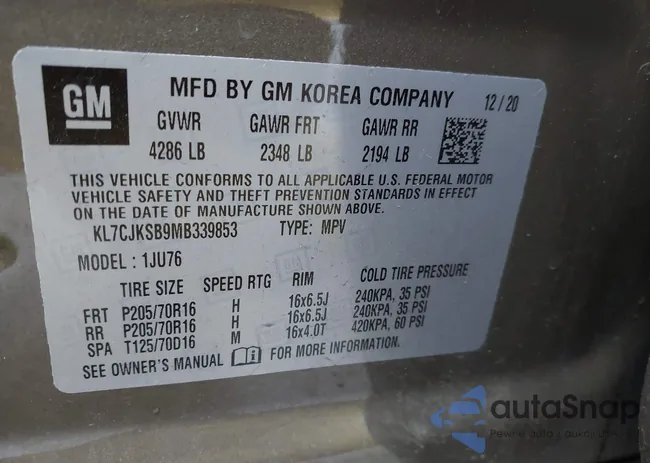 GM
MFD BY GM KOREA COMPANY 12/20
GVWR GAWR FRT GAWR RR
4286 LB 2348 LB 2194 LB
THIS VEHICLE CONFORMS TO ALL APPLICABLE U.S. FEDERAL MOTOR
VEHICLE SAFETY AND THEFT PREVENTION STANDARDS IN EFFECT
ON THE DATE OF MANUFACTURE SHOWN ABOVE.
KL7CJKSB9MB339853 TYPE: MPV
MODEL : 1JU76
TIRE SIZE SPEED RTG RIM COLD TIRE PRESSURE
FRT P205/70R16 H 16x6.5J 240KPA, 35 PSI
RR P205/70R16 H 16x6.5J 240KPA, 35 PSI
SPA T125/70D16 M 16x4.0T 420KPA, 60 PSI
SEE OWNER'S MANUAL FOR MORE INFORMATION.
autaSnap
Pewne auta z aukcji